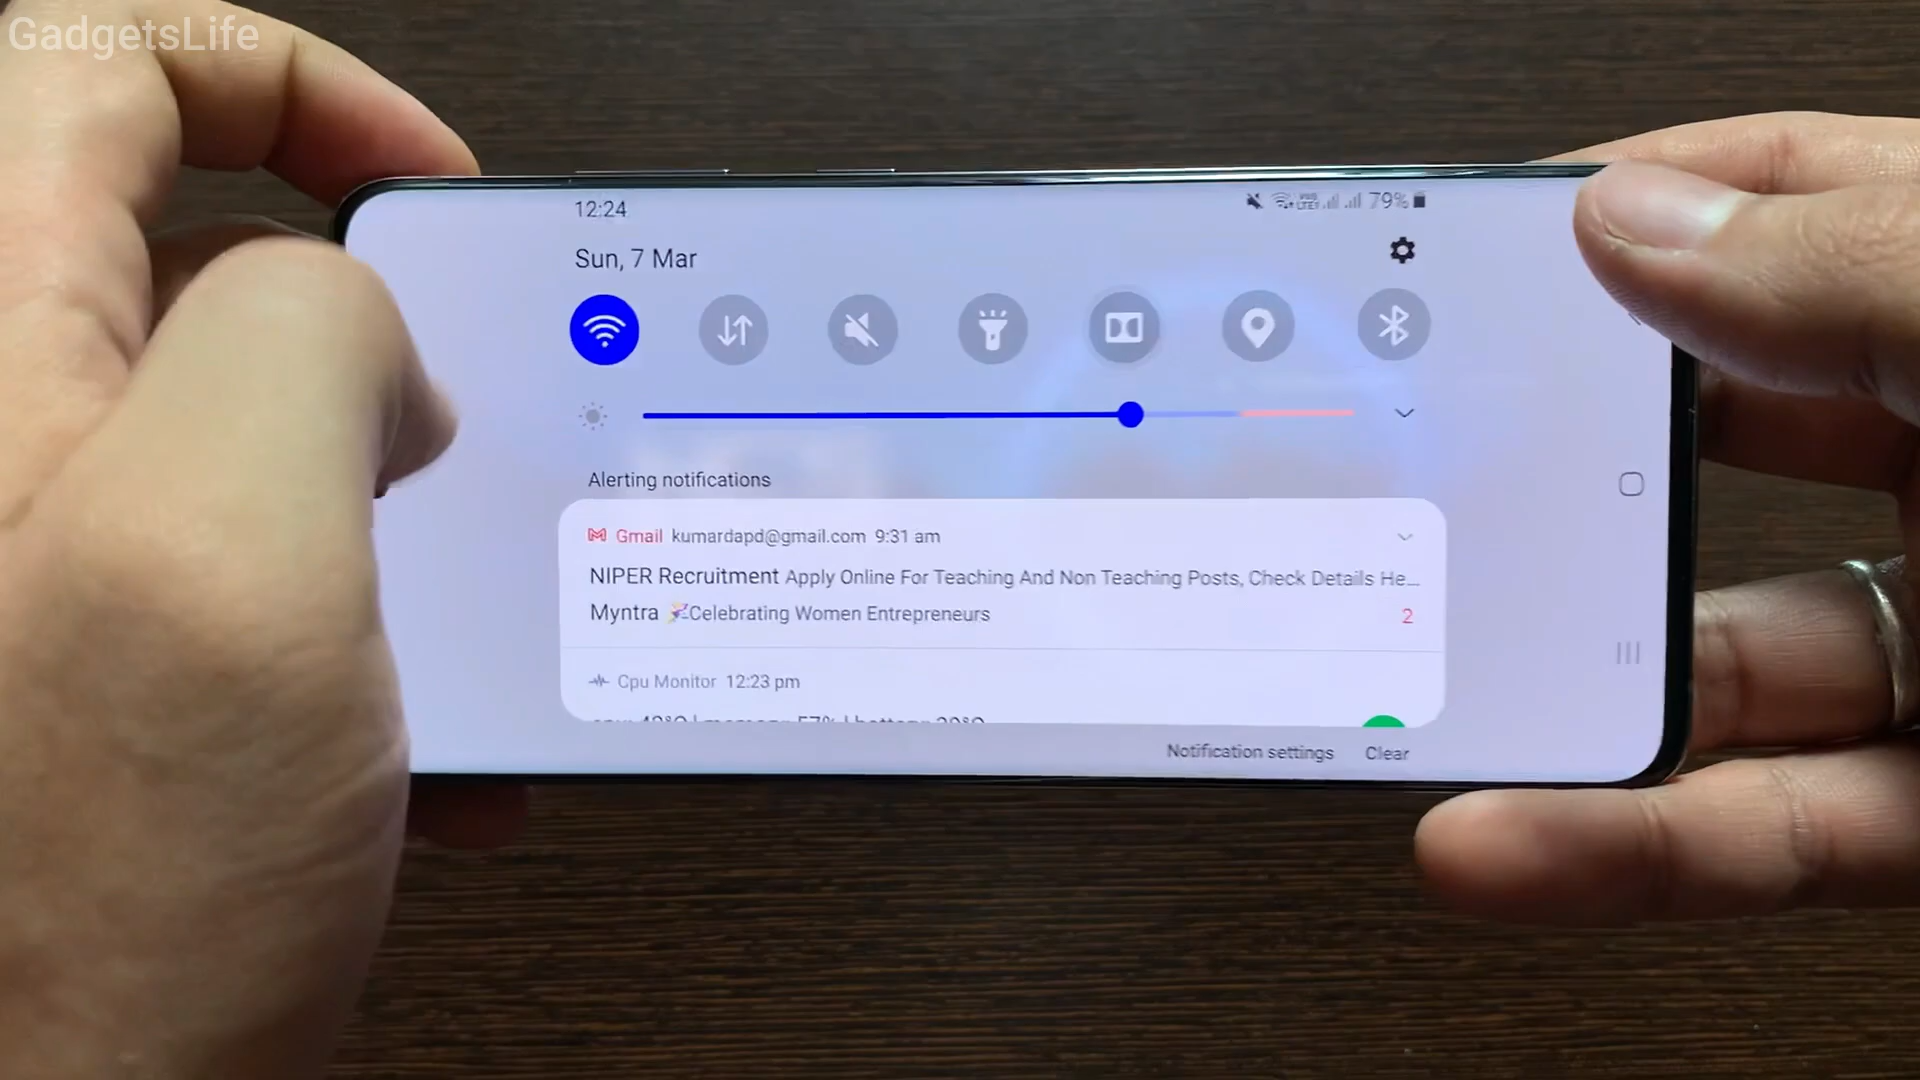 GadgetsLife
12:24
79%
Sun, 7 Mar
Alerting notifications
Gmail kumardapd@gmail.com 9:31 am
NIPER Recruitment Apply Online For Teaching And Non Teaching Posts, Check Details He...
Myntra 🎉Celebrating Women Entrepreneurs
2
Cpu Monitor 12:23 pm
Notification settings Clear